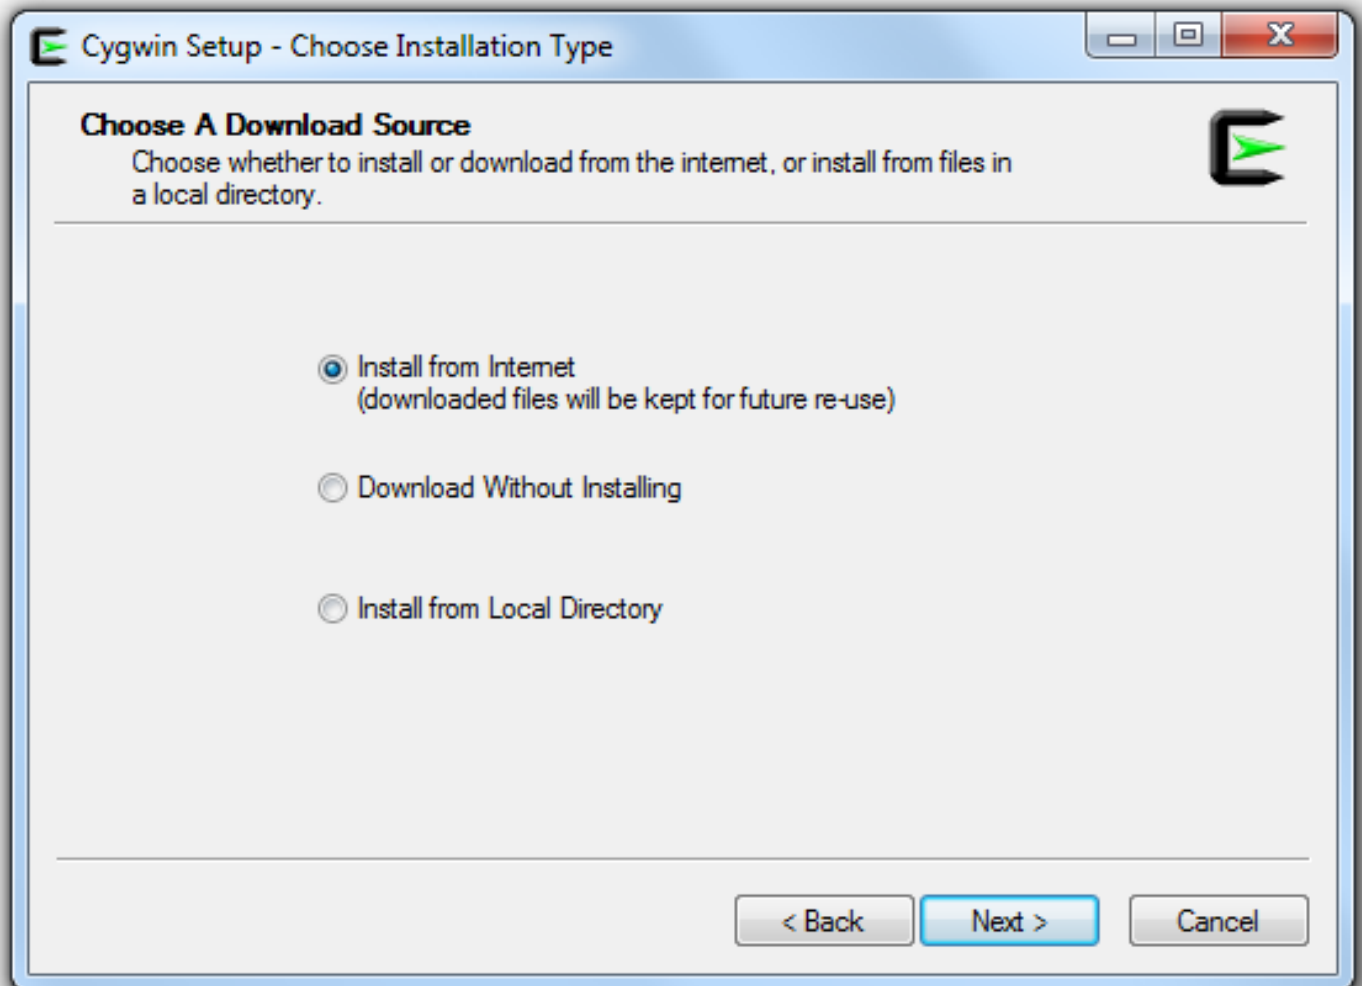 Cygwin Setup - Choose Installation Type
Choose A Download Source
Choose whether to install or download from the internet, or install from files in
a local directory.
Install from Internet
(downloaded files will be kept for future re-use)
Download Without Installing
Install from Local Directory
< Back
Next >
Cancel